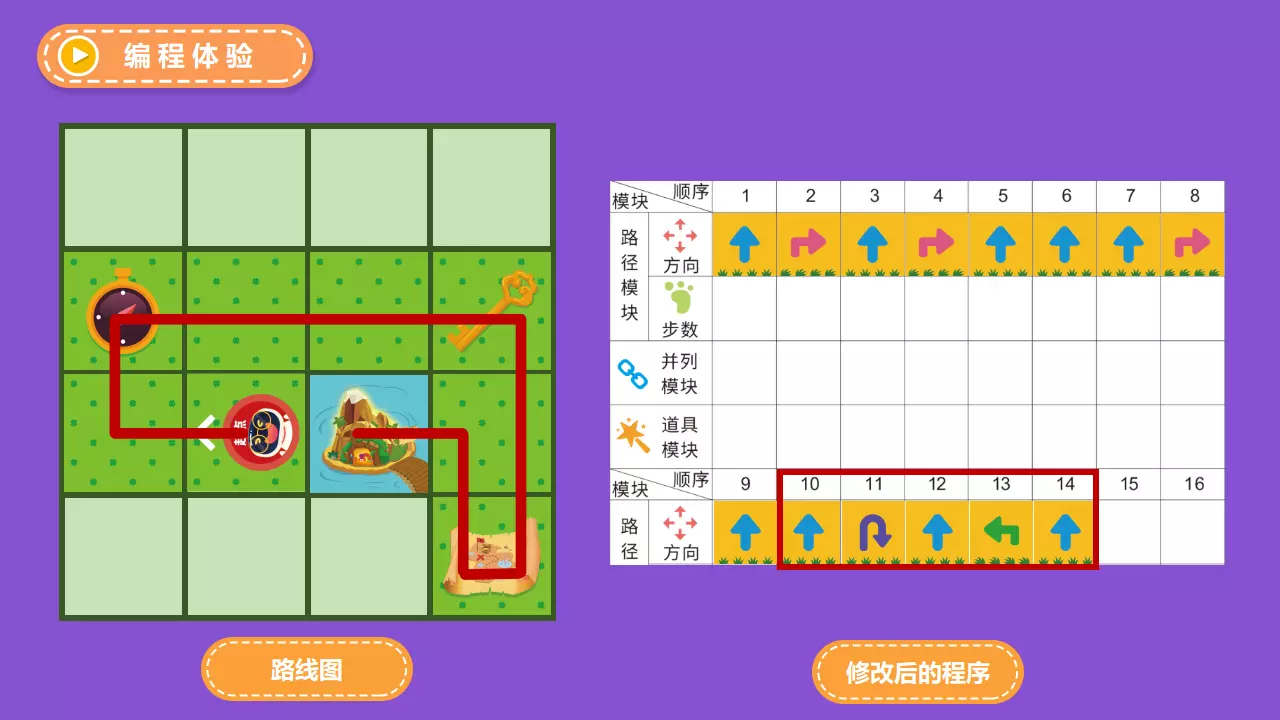 编程体验
起点
模块 顺序 1 2 3 4 5 6 7 8
路径模块 方向
步数
并列模块
道具模块
模块 顺序 9 10 11 12 13 14 15 16
路径 方向
路线图
修改后的程序